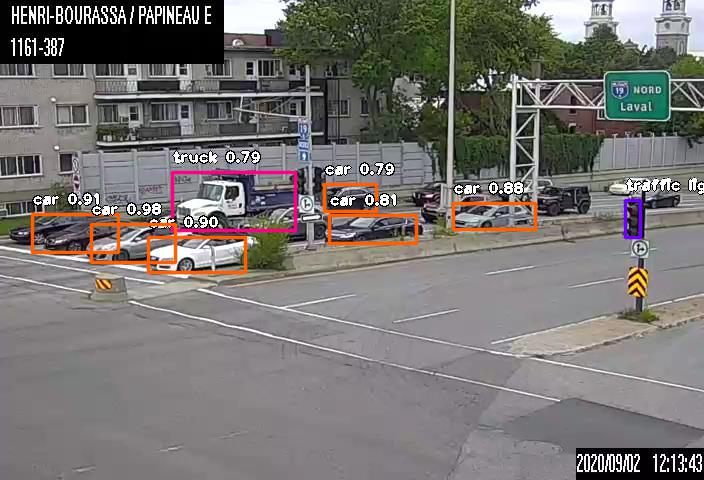 HENRI-BOURASSA / PAPINEAU E
1161-387
19 NORD
Laval
truck 0.79
car 0.79
car 0.91
car 0.98
car 0.90
car 0.81
car 0.88
traffic lig
19
2020/09/02 12:13:43